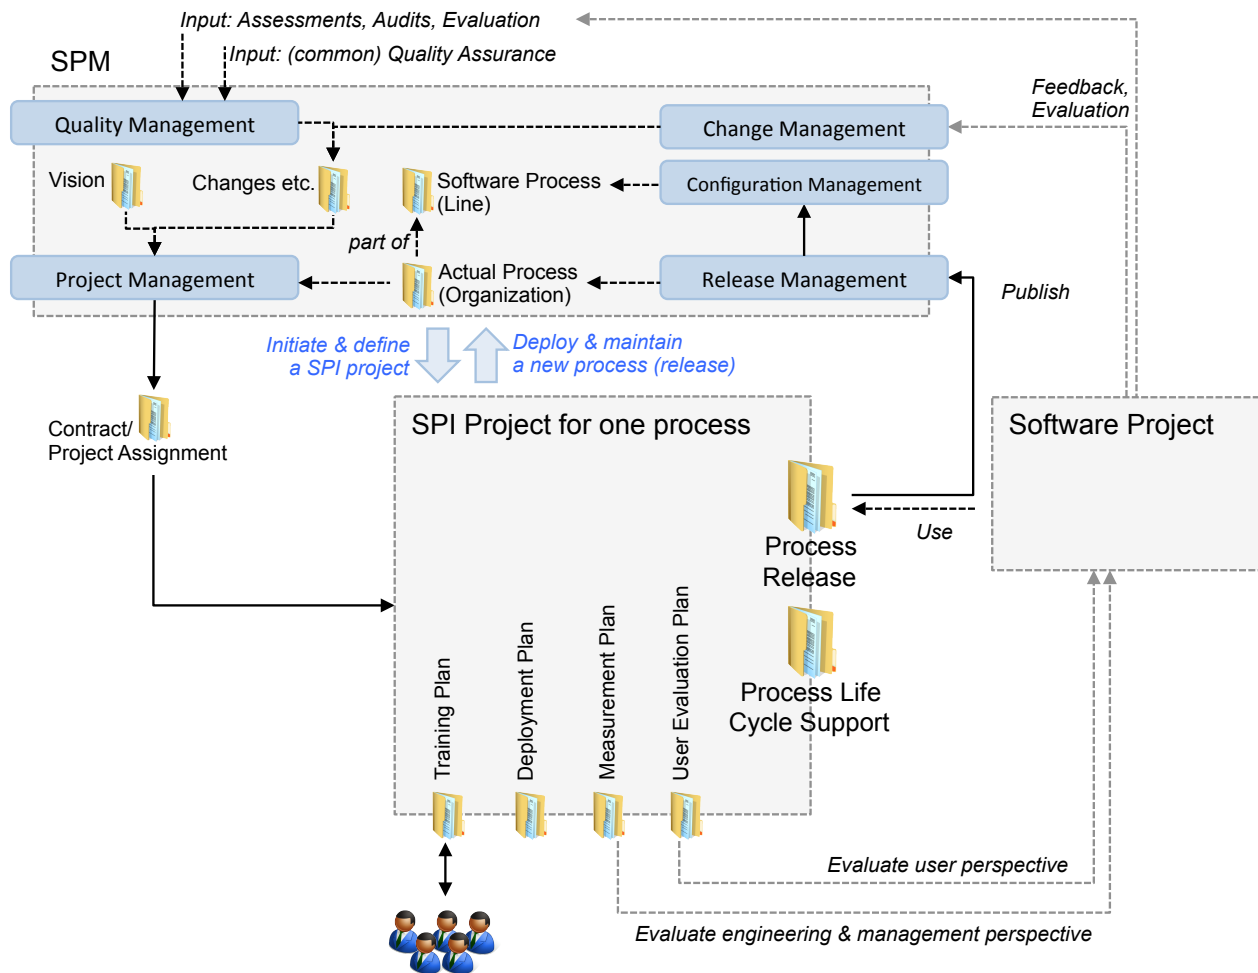 Input: Assessments, Audits, Evaluation
Input: (common) Quality Assurance
SPM
Feedback,
Evaluation
Quality Management
Change Management
Vision
Changes etc.
Software Process
(Line)
Configuration Management
part of
Project Management
Actual Process
(Organization)
Release Management
Publish
Initiate & define
a SPI project
Deploy & maintain
a new process (release)
Contract/
Project Assignment
SPI Project for one process
Software Project
Use
Process
Release
Process Life
Cycle Support
Training Plan
Deployment Plan
Measurement Plan
User Evaluation Plan
Evaluate user perspective
Evaluate engineering & management perspective